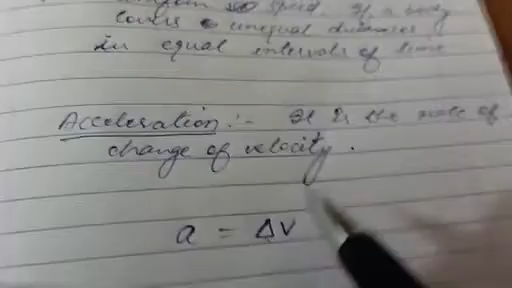 speed. If a body
covers unequal distances
in equal intervals of time
Acceleration :- It is the rate of
change of velocity.
a = ΔV